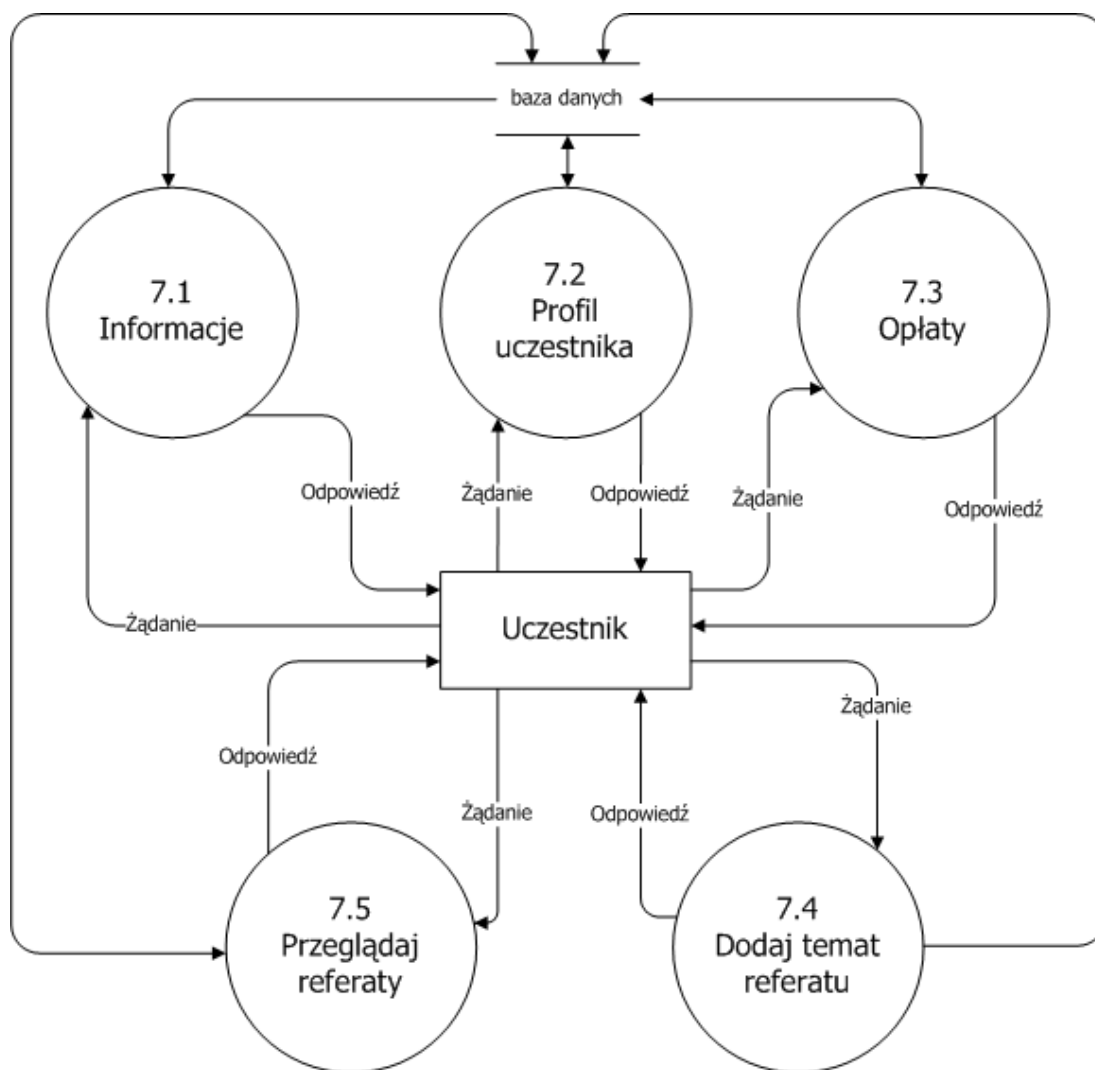 baza danych
7.1
Informacje
7.2
Profil
uczestnika
7.3
Opłaty
Odpowiedź
Żądanie
Odpowiedź
Żądanie
Odpowiedź
Żądanie
Uczestnik
Żądanie
Odpowiedź
Żądanie
Odpowiedź
7.5
Przeglądaj
referaty
7.4
Dodaj temat
referatu